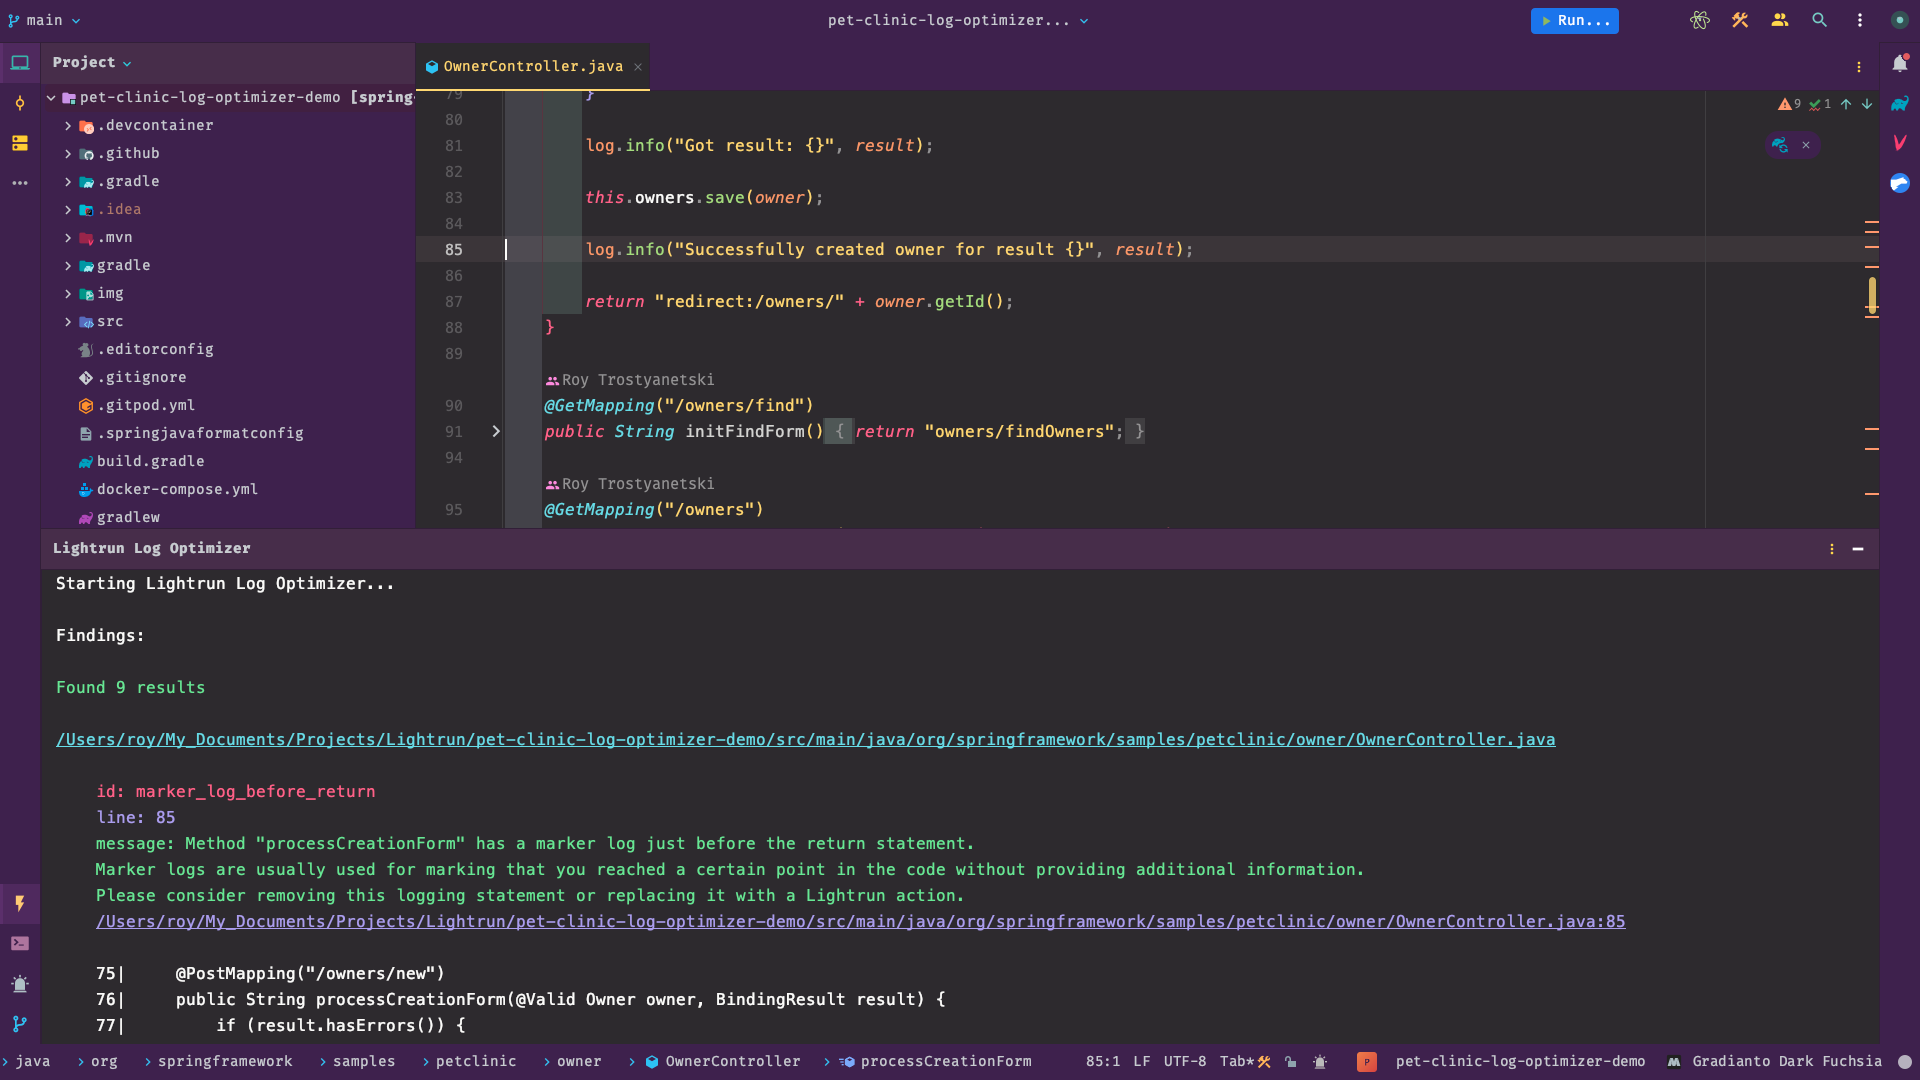 main
pet-clinic-log-optimizer...
Run...
Project
OwnerController.java
pet-clinic-log-optimizer-demo [spring-
.devcontainer
.github
.gradle
.idea
.mvn
gradle
img
src
.editorconfig
.gitignore
.gitpod.yml
.springjavaformatconfig
build.gradle
docker-compose.yml
gradlew
9 1
79 }
80
81 log.info("Got result: {}", result);
82
83 this.owners.save(owner);
84
85 log.info("Successfully created owner for result {}", result);
86
87 return "redirect:/owners/" + owner.getId();
88 }
89
Roy Trostyanetski
90 @GetMapping("/owners/find")
91 public String initFindForm() { return "owners/findOwners"; }
94
Roy Trostyanetski
95 @GetMapping("/owners")
Lightrun Log Optimizer
Starting Lightrun Log Optimizer...
Findings:
Found 9 results
/Users/roy/My_Documents/Projects/Lightrun/pet-clinic-log-optimizer-demo/src/main/java/org/springframework/samples/petclinic/owner/OwnerController.java
id: marker_log_before_return
line: 85
message: Method "processCreationForm" has a marker log just before the return statement.
Marker logs are usually used for marking that you reached a certain point in the code without providing additional information.
Please consider removing this logging statement or replacing it with a Lightrun action.
/Users/roy/My_Documents/Projects/Lightrun/pet-clinic-log-optimizer-demo/src/main/java/org/springframework/samples/petclinic/owner/OwnerController.java:85
75| @PostMapping("/owners/new")
76| public String processCreationForm(@Valid Owner owner, BindingResult result) {
77| if (result.hasErrors()) {
java org springframework samples petclinic owner OwnerController processCreationForm 85:1 LF UTF-8 Tab* P pet-clinic-log-optimizer-demo M Gradianto Dark Fuchsia